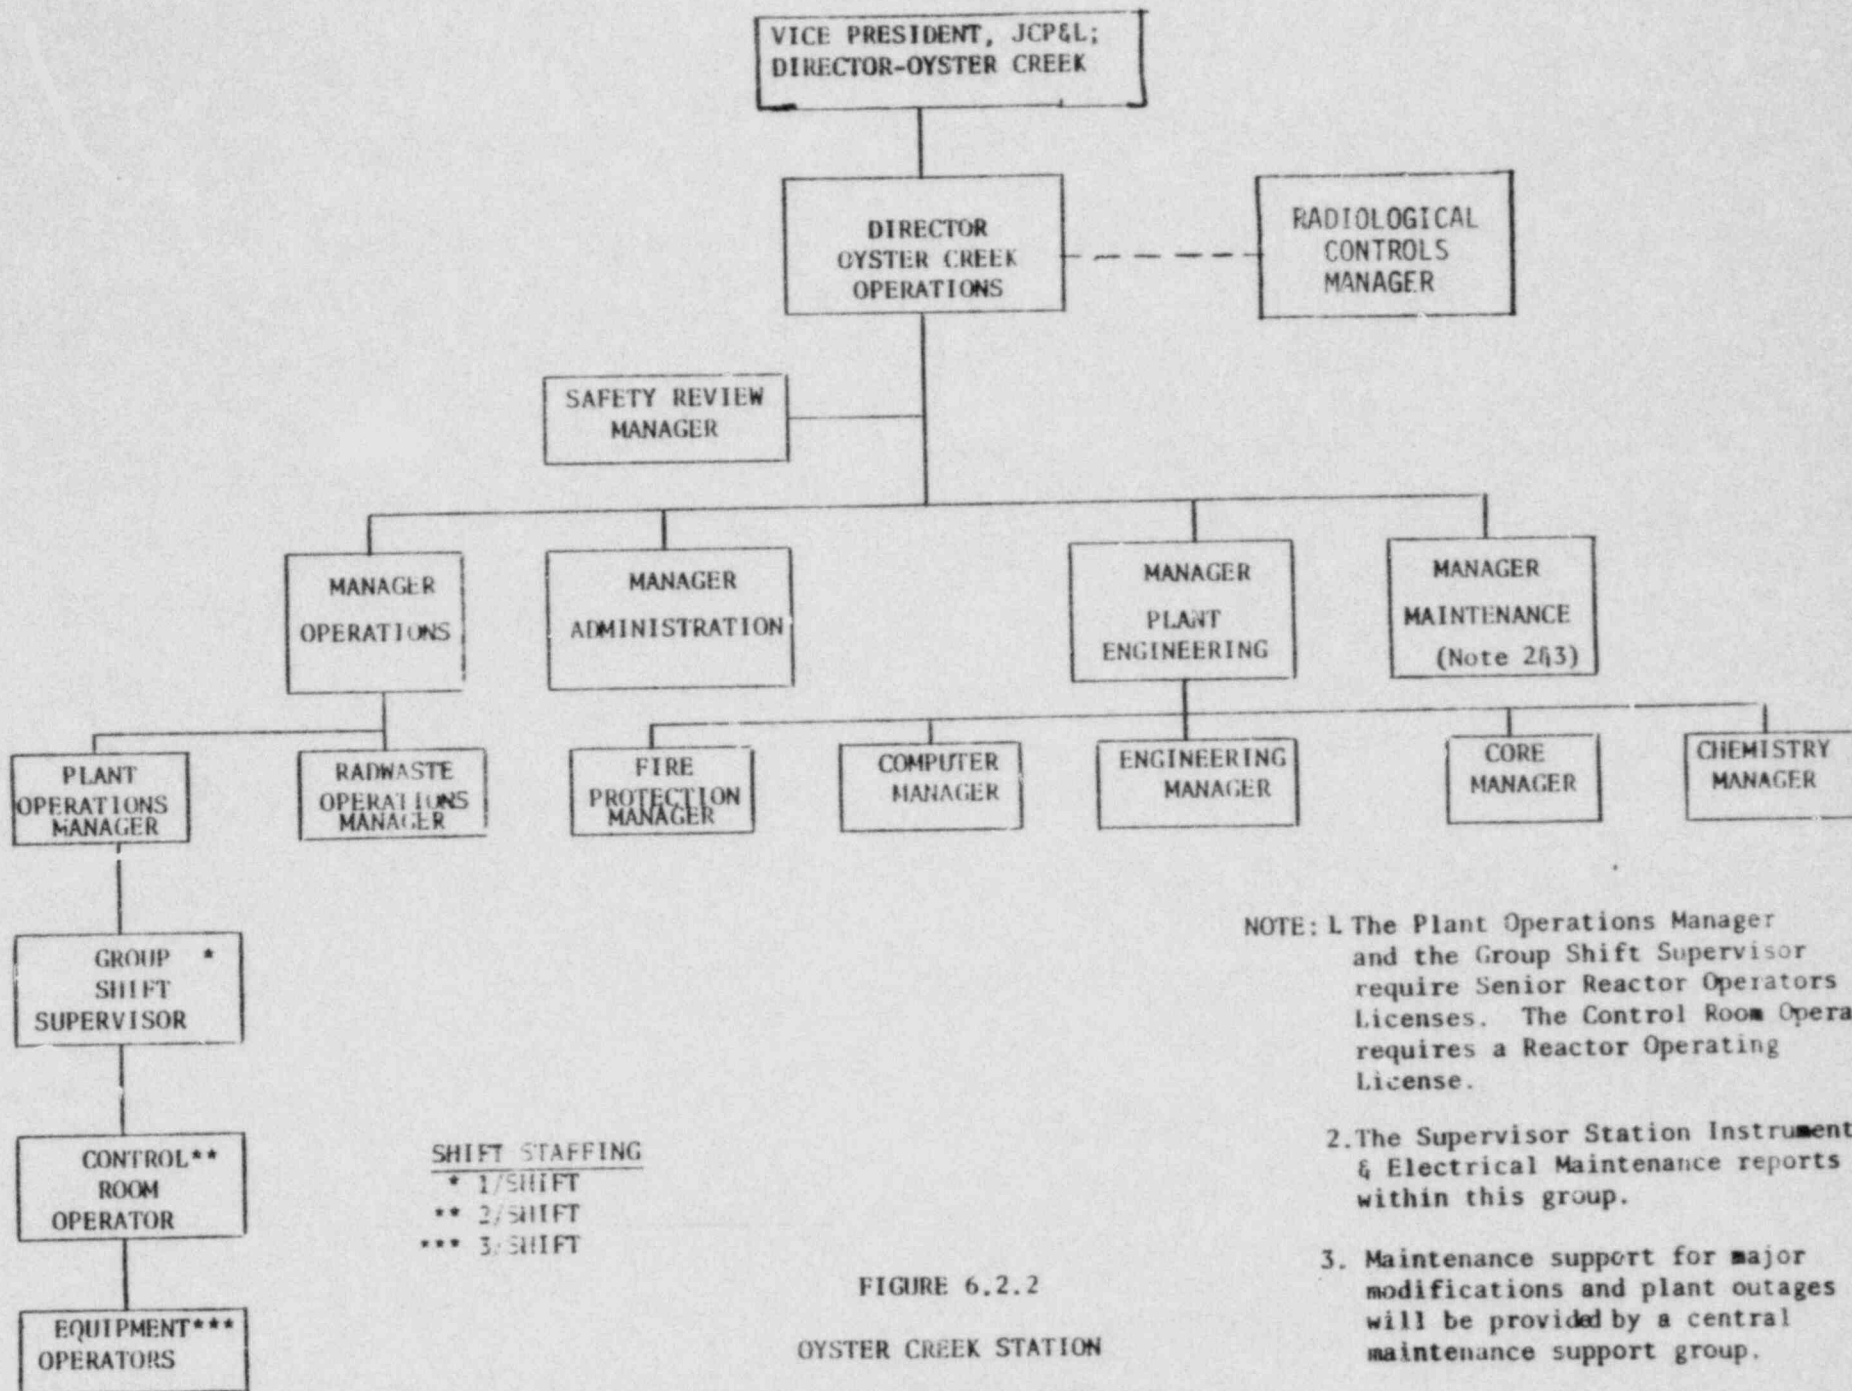 VICE PRESIDENT, JCP&L;
DIRECTOR-OYSTER CREEK
DIRECTOR
OYSTER CREEK
OPERATIONS
RADIOLOGICAL
CONTROLS
MANAGER
SAFETY REVIEW
MANAGER
MANAGER
OPERATIONS
MANAGER
ADMINISTRATION
MANAGER
PLANT
ENGINEERING
MANAGER
MAINTENANCE
(Note 2&3)
PLANT
OPERATIONS
MANAGER
RADWASTE
OPERATIONS
MANAGER
FIRE
PROTECTION
MANAGER
COMPUTER
MANAGER
ENGINEERING
MANAGER
CORE
MANAGER
CHEMISTRY
MANAGER
GROUP *
SHIFT
SUPERVISOR
CONTROL**
ROOM
OPERATOR
EQUIPMENT***
OPERATORS
SHIFT STAFFING
* 1/SHIFT
** 2/SHIFT
*** 3/SHIFT
NOTE: 1. The Plant Operations Manager
and the Group Shift Supervisor
require Senior Reactor Operators
Licenses. The Control Room Opera
requires a Reactor Operating
License.
2. The Supervisor Station Instrument
& Electrical Maintenance reports
within this group.
3. Maintenance support for major
modifications and plant outages
will be provided by a central
maintenance support group.
FIGURE 6.2.2
OYSTER CREEK STATION